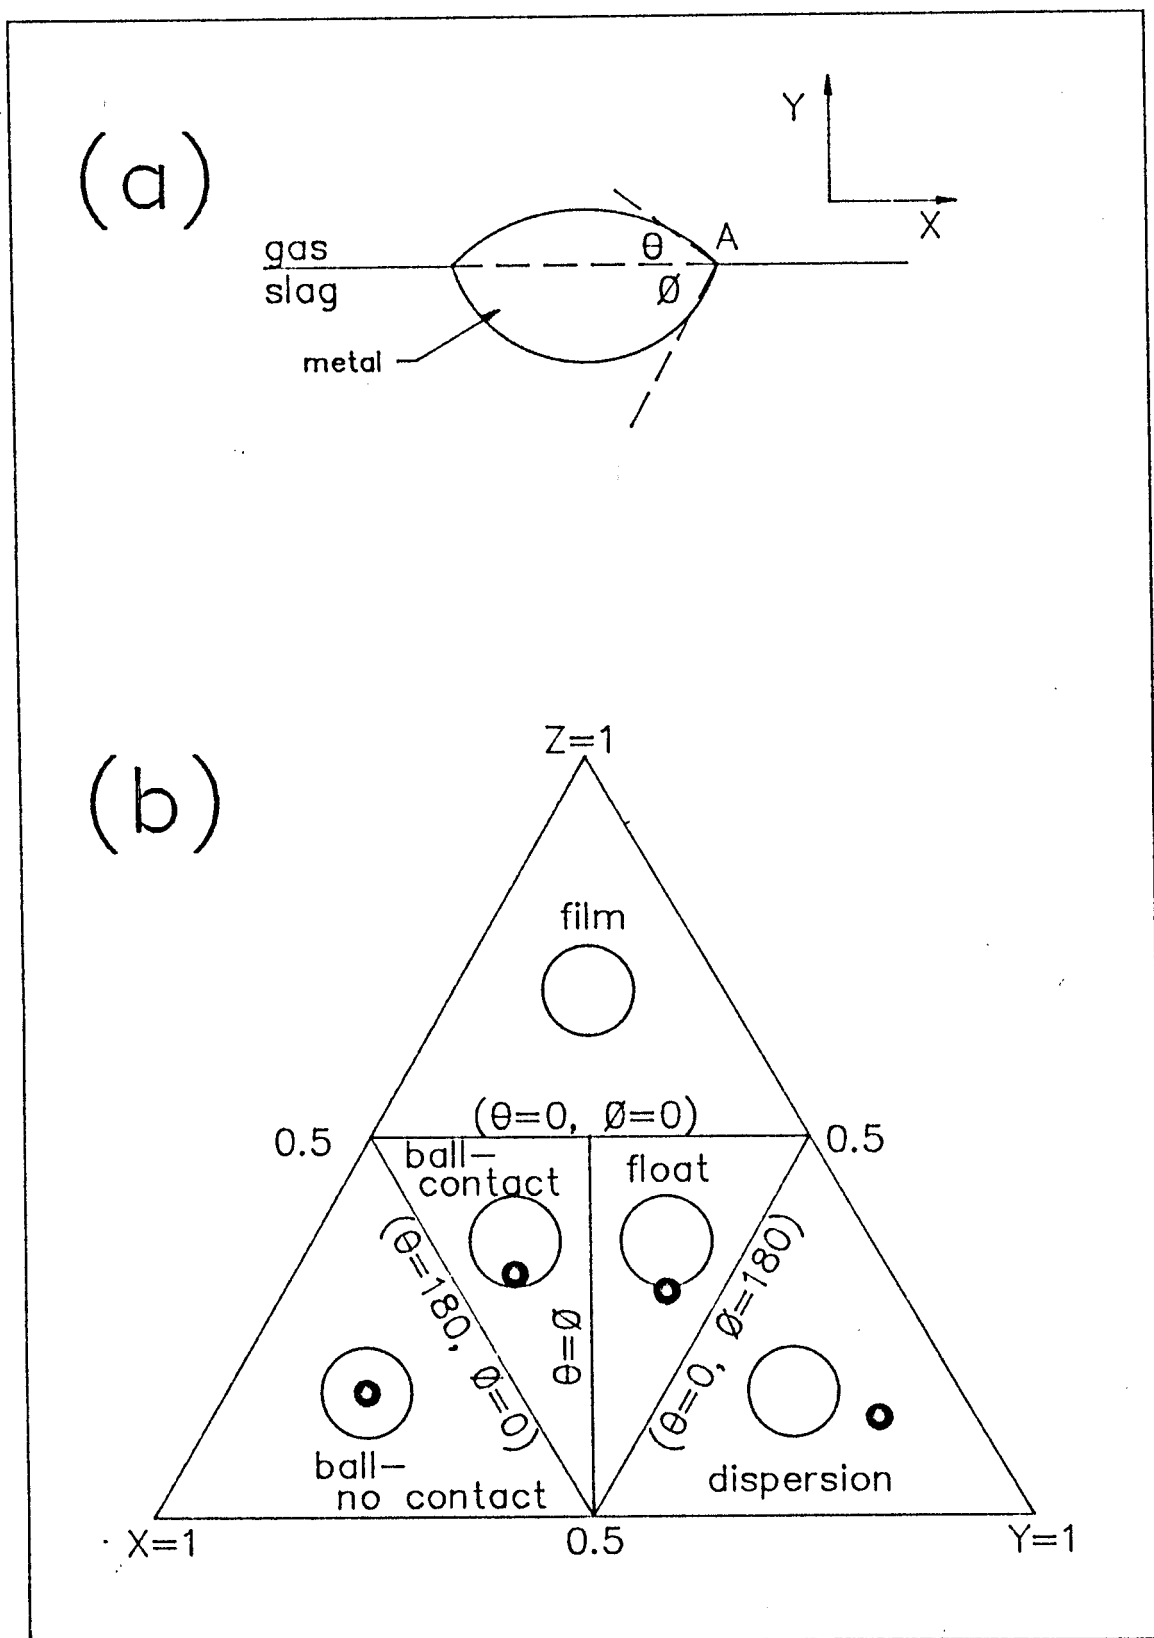 (a)
Y
X
A
θ
gas
slag
Ø
metal
(b)
Z=1
film
(θ=0, Ø=0)
0.5
0.5
ball-
contact
float
(θ=180, Ø=0)
θ=Ø
(θ=0, Ø=180)
ball-
no contact
dispersion
X=1
0.5
Y=1